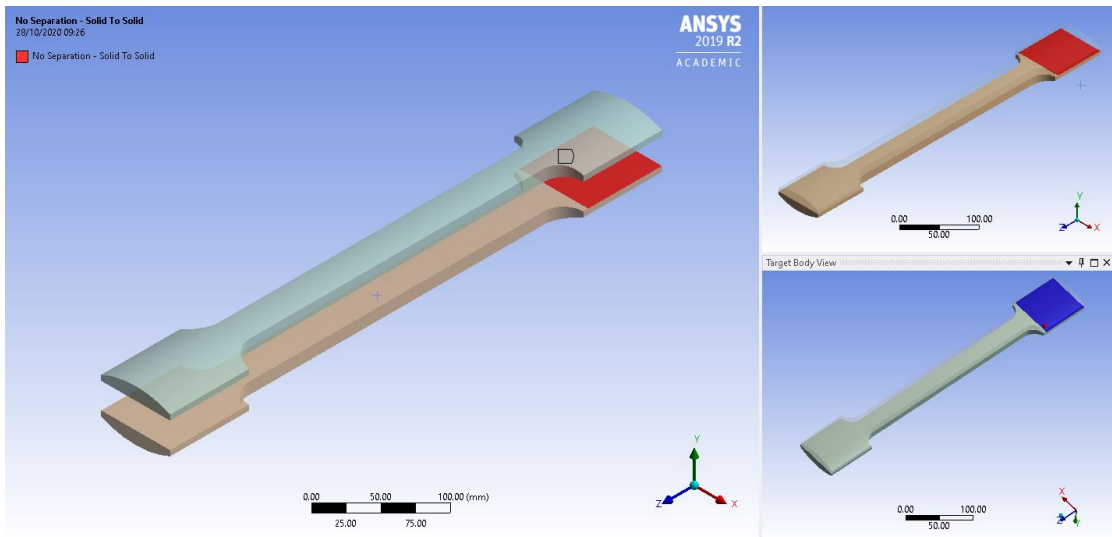 No Separation - Solid To Solid
28/10/2020 09:26
No Separation - Solid To Solid
ANSYS
2019 R2
ACADEMIC
0.00 50.00 100.00 (mm)
25.00 75.00
Y
Z X
0.00 100.00
50.00
Y
Z X
Target Body View
0.00 100.00
50.00
X
Z Y